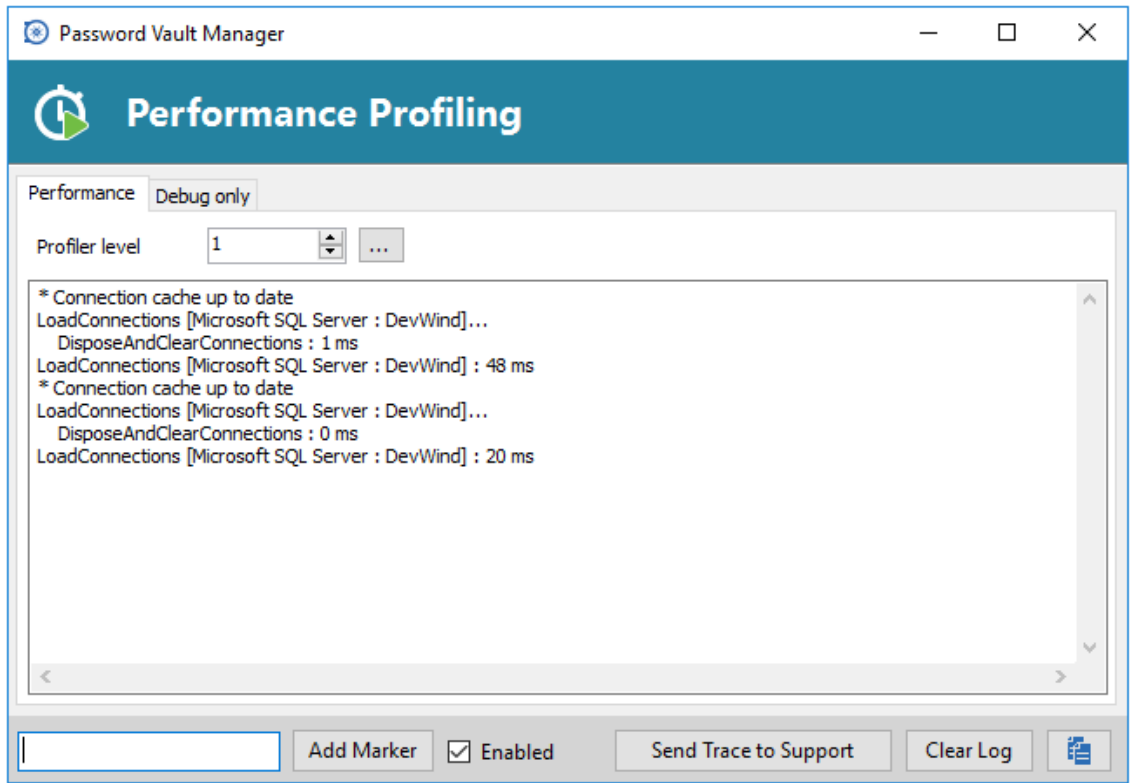 Password Vault Manager
Performance Profiling
Performance Debug only
Profiler level 1 ...
* Connection cache up to date
LoadConnections [Microsoft SQL Server : DevWind]...
DisposeAndClearConnections : 1 ms
LoadConnections [Microsoft SQL Server : DevWind] : 48 ms
* Connection cache up to date
LoadConnections [Microsoft SQL Server : DevWind]...
DisposeAndClearConnections : 0 ms
LoadConnections [Microsoft SQL Server : DevWind] : 20 ms
Add Marker Enabled Send Trace to Support Clear Log